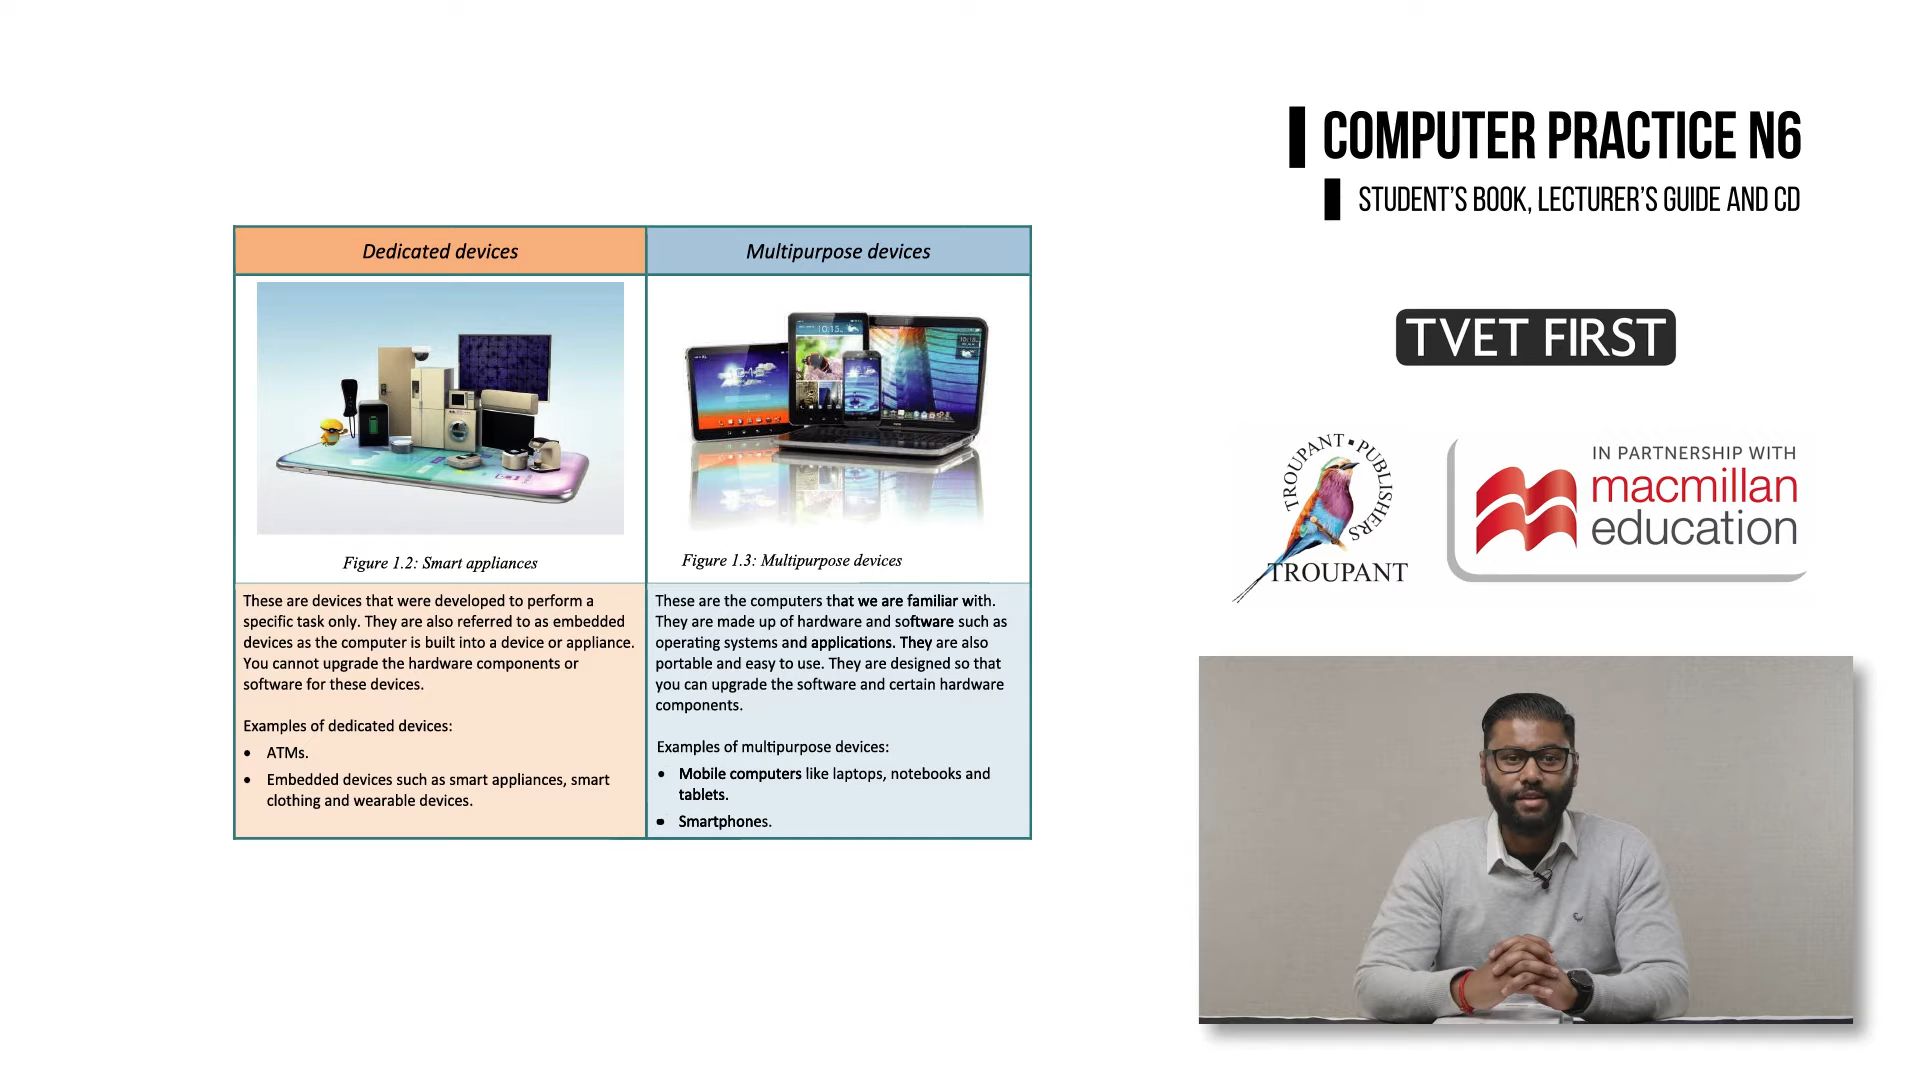 COMPUTER PRACTICE N6
STUDENT'S BOOK, LECTURER'S GUIDE AND CD
Dedicated devices
Multipurpose devices
Figure 1.2: Smart appliances
Figure 1.3: Multipurpose devices
These are devices that were developed to perform a
specific task only. They are also referred to as embedded
devices as the computer is built into a device or appliance.
You cannot upgrade the hardware components or
software for these devices.
Examples of dedicated devices:
• ATMs.
• Embedded devices such as smart appliances, smart
clothing and wearable devices.
These are the computers that we are familiar with.
They are made up of hardware and software such as
operating systems and applications. They are also
portable and easy to use. They are designed so that
you can upgrade the software and certain hardware
components.
Examples of multipurpose devices:
• Mobile computers like laptops, notebooks and
tablets.
• Smartphones.
TVET FIRST
TROUPANT • PUBLISHERS
TROUPANT
IN PARTNERSHIP WITH
macmillan
education